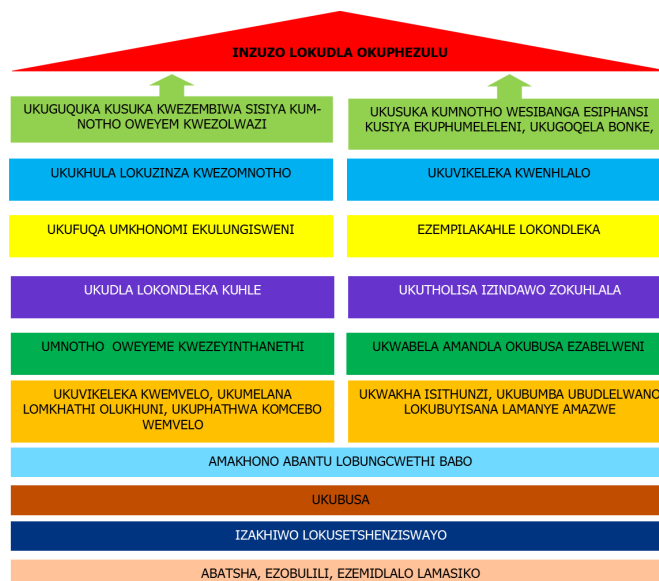 INZUZO LOKUDLA OKUPHEZULU
UKUGUQUKA KUSUKA KWEZEMBIWA SISIYA KUM-
NOTHO OWEYEM KWEZOLWAZI
UKUSUKA KUMNOTHO WESIBANGA ESIPHANSI
KUSIYA EKUPHUMELELENI, UKUGOQELA BONKE,
UKUKHULA LOKUZINZA KWEZOMNOTHO
UKUVIKELEKA KWENHLALO
UKUFUQA UMKHONOMI EKULUNGISWENI
EZEMPILAKAHLE LOKONDLEKA
UKUDLA LOKONDLEKA KUHLE
UKUTHOLISA IZINDAWO ZOKUHLALA
UMNOTHO OWEYEME KWEZEYINTHANETHI
UKWABELA AMANDLA OKUBUSA EZABELWENI
UKUVIKELEKA KWEMVELO, UKUMELANA
LOMKHATHI OLUKHUNI, UKUPHATHWA KOMCEBO
WEMVELO
UKWAKHA ISITHUNZI, UKUBUMBA UBUDLELWANO
LOKUBUYISANA LAMANYE AMAZWE
AMAKHONO ABANTU LOBUNGCWETHI BABO
UKUBUSA
IZAKHIWO LOKUSETSHENZISWAYO
ABATSHA, EZOBULILI, EZEMIDLALO LAMASIKO